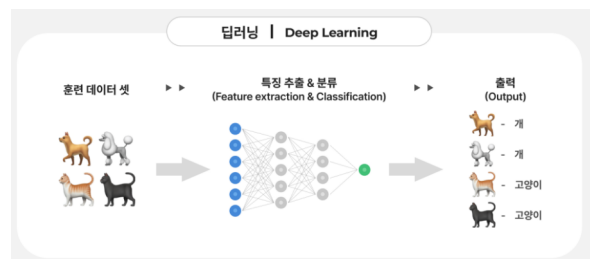 딥러닝 | Deep Learning
훈련 데이터 셋
특징 추출 & 분류
(Feature extraction & Classification)
출력
(Output)
- 개
- 개
- 고양이
- 고양이